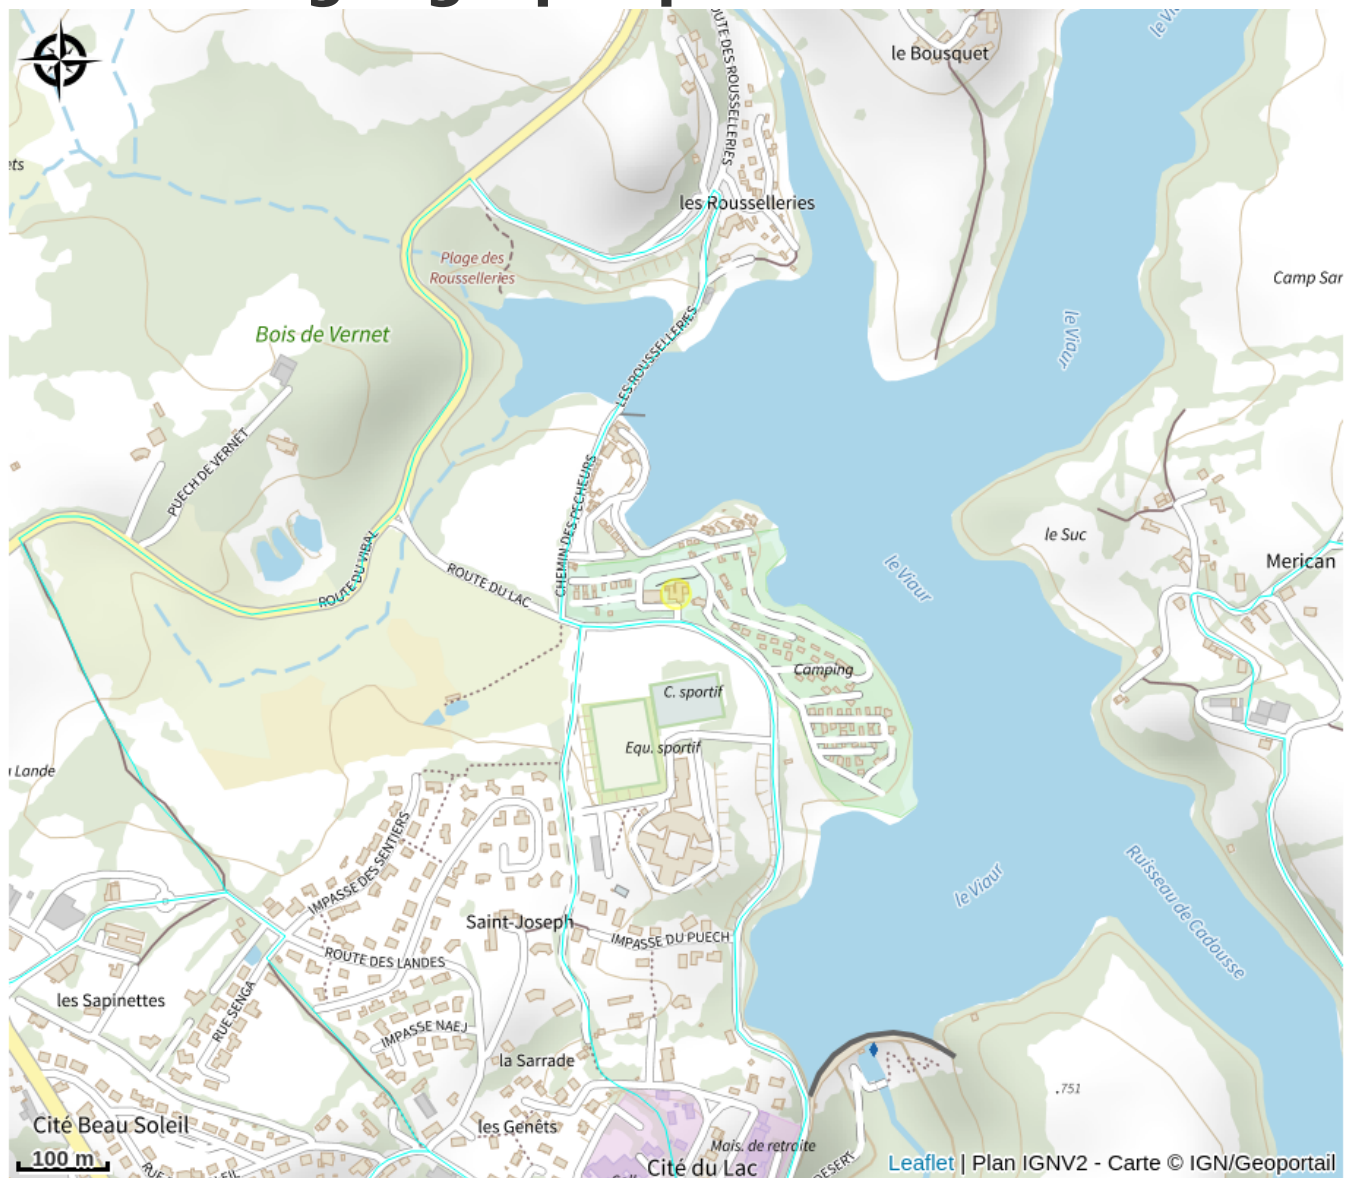 le Bousquet
ROUTE DES ROUSSELLERIES
les Rousselleries
Plage des
Rousselleries
Camp Sar
le Viaur
Bois de Vernet
LES ROUSSELLERIES
PUECH DE VERNET
CHEMIN DES PECHEURS
le Suc
Merican
le Viaur
ROUTE DU VIBAL
ROUTE DU LAC
Camping
C. sportif
Equ. sportif
Lande
IMPASSE DES SENTIERS
le Viaur
Ruisseau de Cadousse
Saint-Joseph
IMPASSE DU PUECH
ROUTE DES LANDES
les Sapinettes
RUE SENGA
IMPASSE NAEJ
la Sarrade
.751
Cité Beau Soleil
les Genêts
Mais. de retraite
100 m
Cité du Lac
DESERT
Leaflet | Plan IGNV2 - Carte © IGN/Geoportail